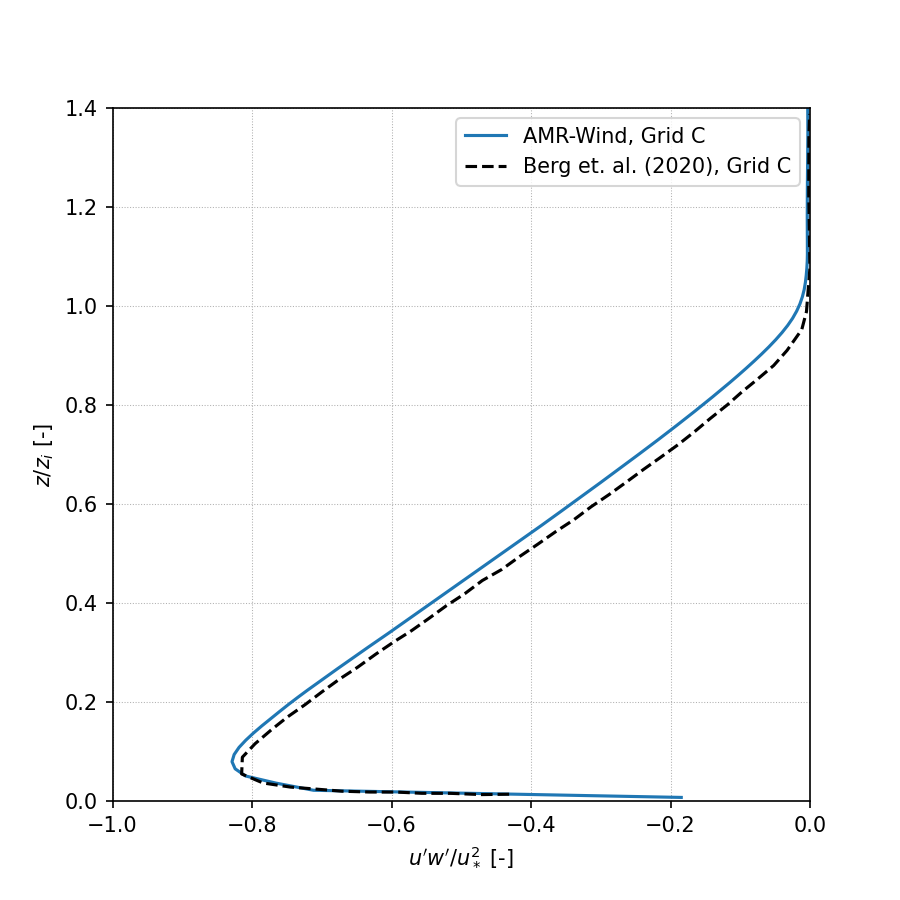 AMR-Wind, Grid C
Berg et. al. (2020), Grid C
1.4
1.2
1.0
0.8
0.6
0.4
0.2
0.0
z/z_i [-]
−1.0 −0.8 −0.6 −0.4 −0.2 0.0
u′w′/u_*^2 [-]